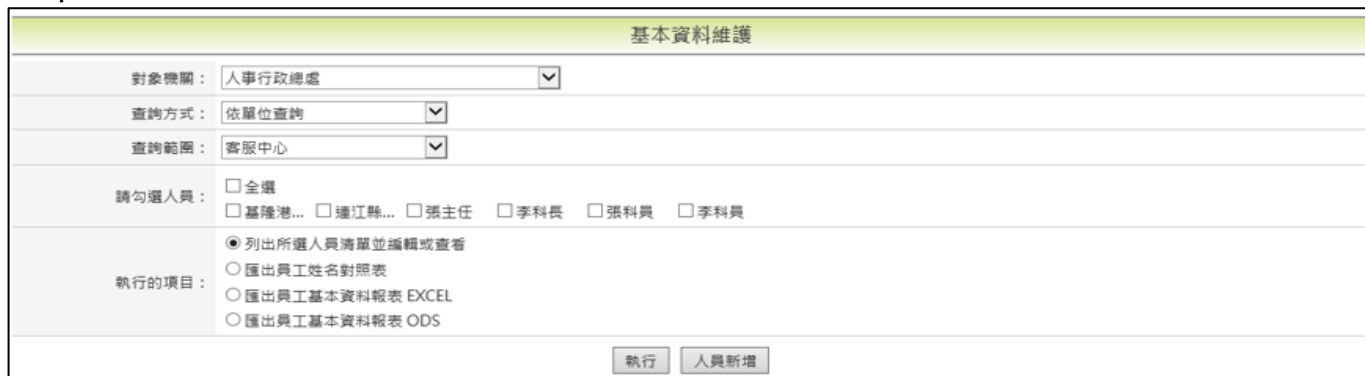 基本資料維護
對象機關： 人事行政總處
查詢方式： 依單位查詢
查詢範圍： 客服中心
請勾選人員： 全選
基隆港... 連江縣... 張主任 李科長 張科員 李科員
執行的項目： 列出所選人員清單並編輯或查看
匯出員工姓名對照表
匯出員工基本資料報表 EXCEL
匯出員工基本資料報表 ODS
執行 人員新增